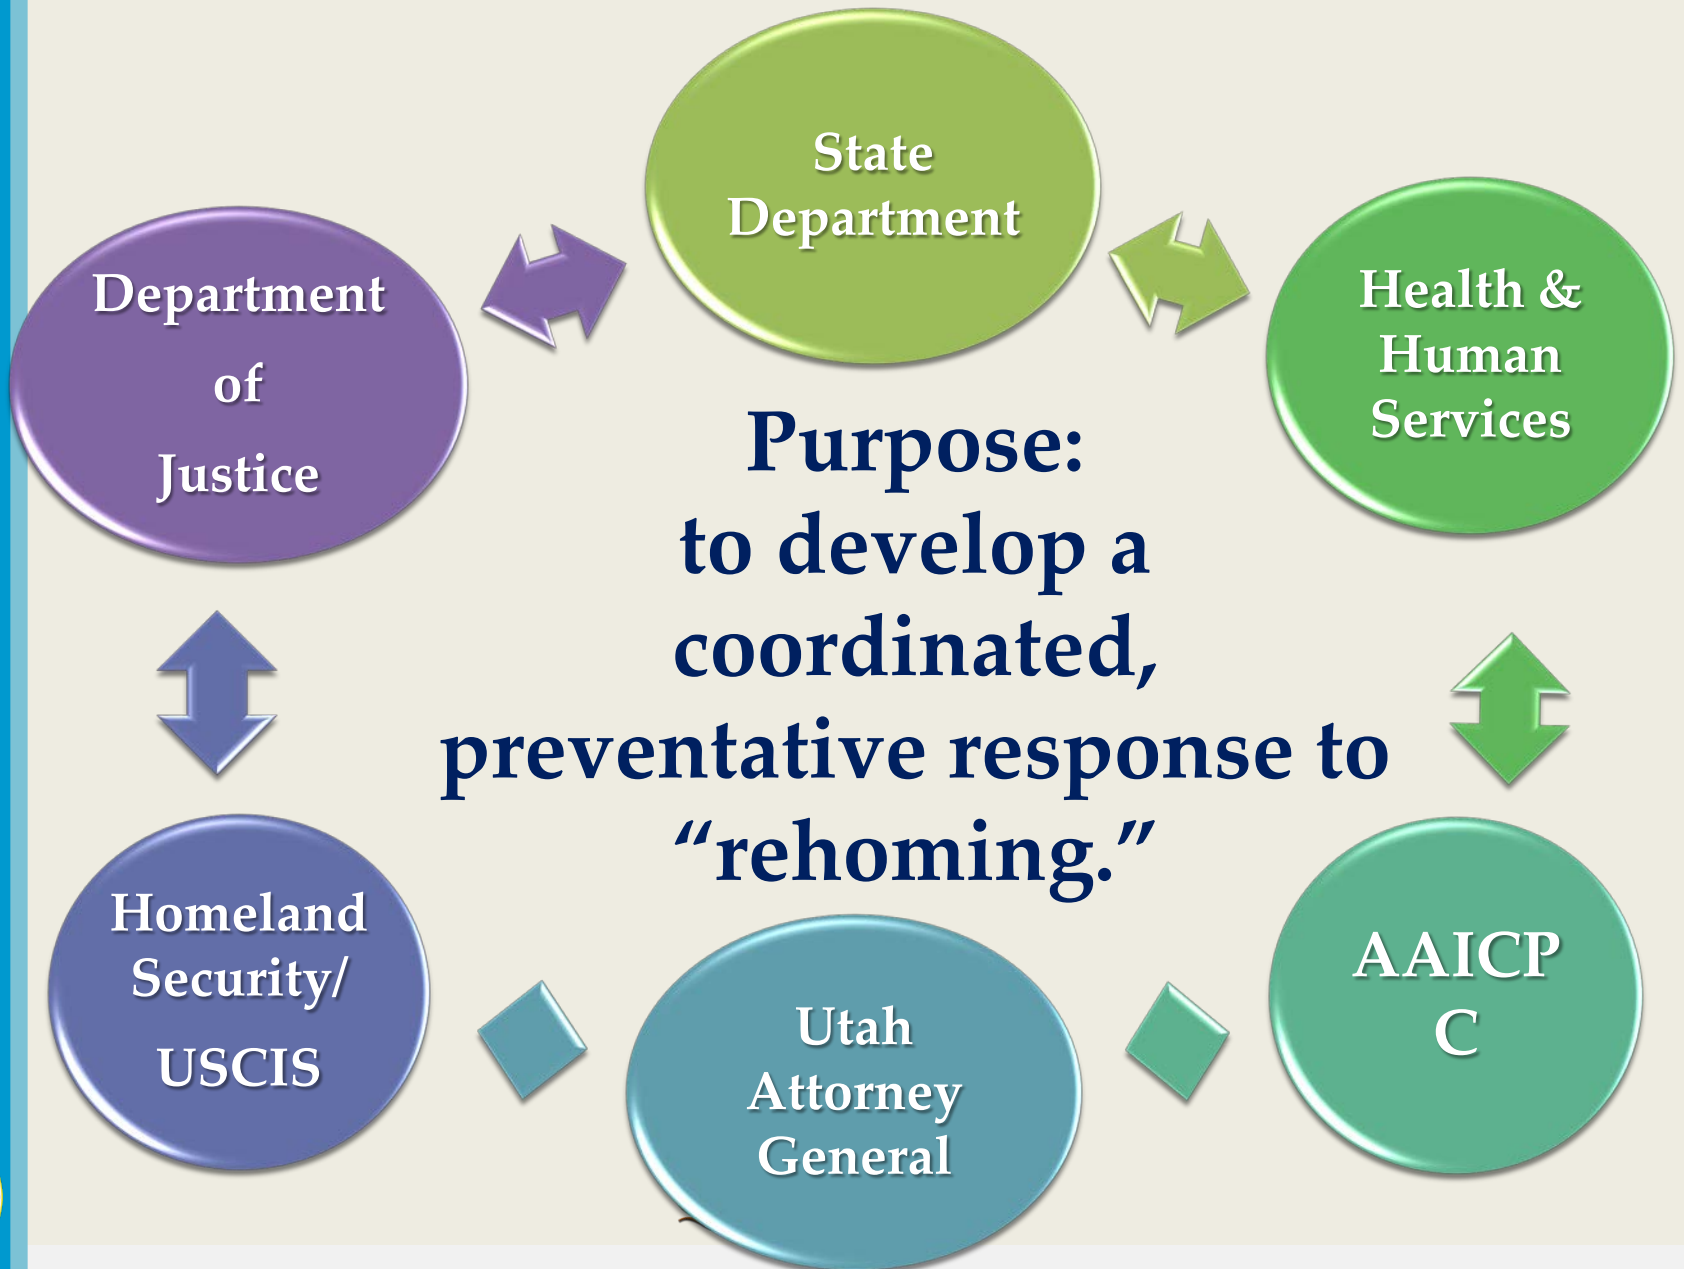 State
Department
Department
of
Justice
Health &
Human
Services
Purpose:
to develop a
coordinated,
preventative response to
“rehoming.”
Homeland
Security/
USCIS
Utah
Attorney
General
AAICP
C